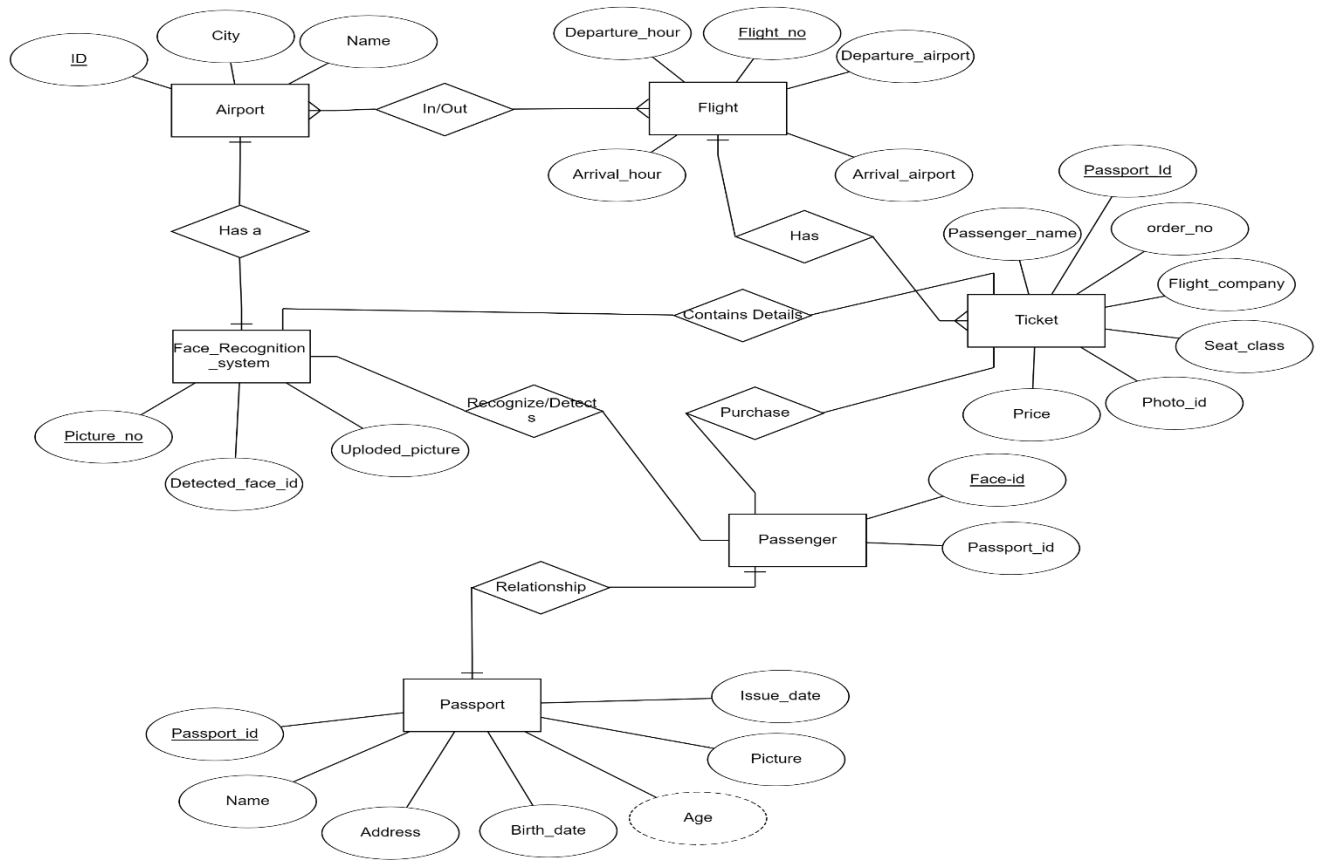 City
Name
ID
Airport
Departure_hour
Flight_no
Departure_airport
In/Out
Flight
Arrival_hour
Arrival_airport
Passport_Id
Has a
Has
Passenger_name
order_no
Flight_company
Contains Details
Ticket
Seat_class
Face_Recognition
_system
Recognize/Detect
s
Purchase
Price
Photo_id
Picture_no
Uploded_picture
Detected_face_id
Face-id
Passenger
Passport_id
Relationship
Passport
Issue_date
Passport_id
Picture
Name
Address
Birth_date
Age